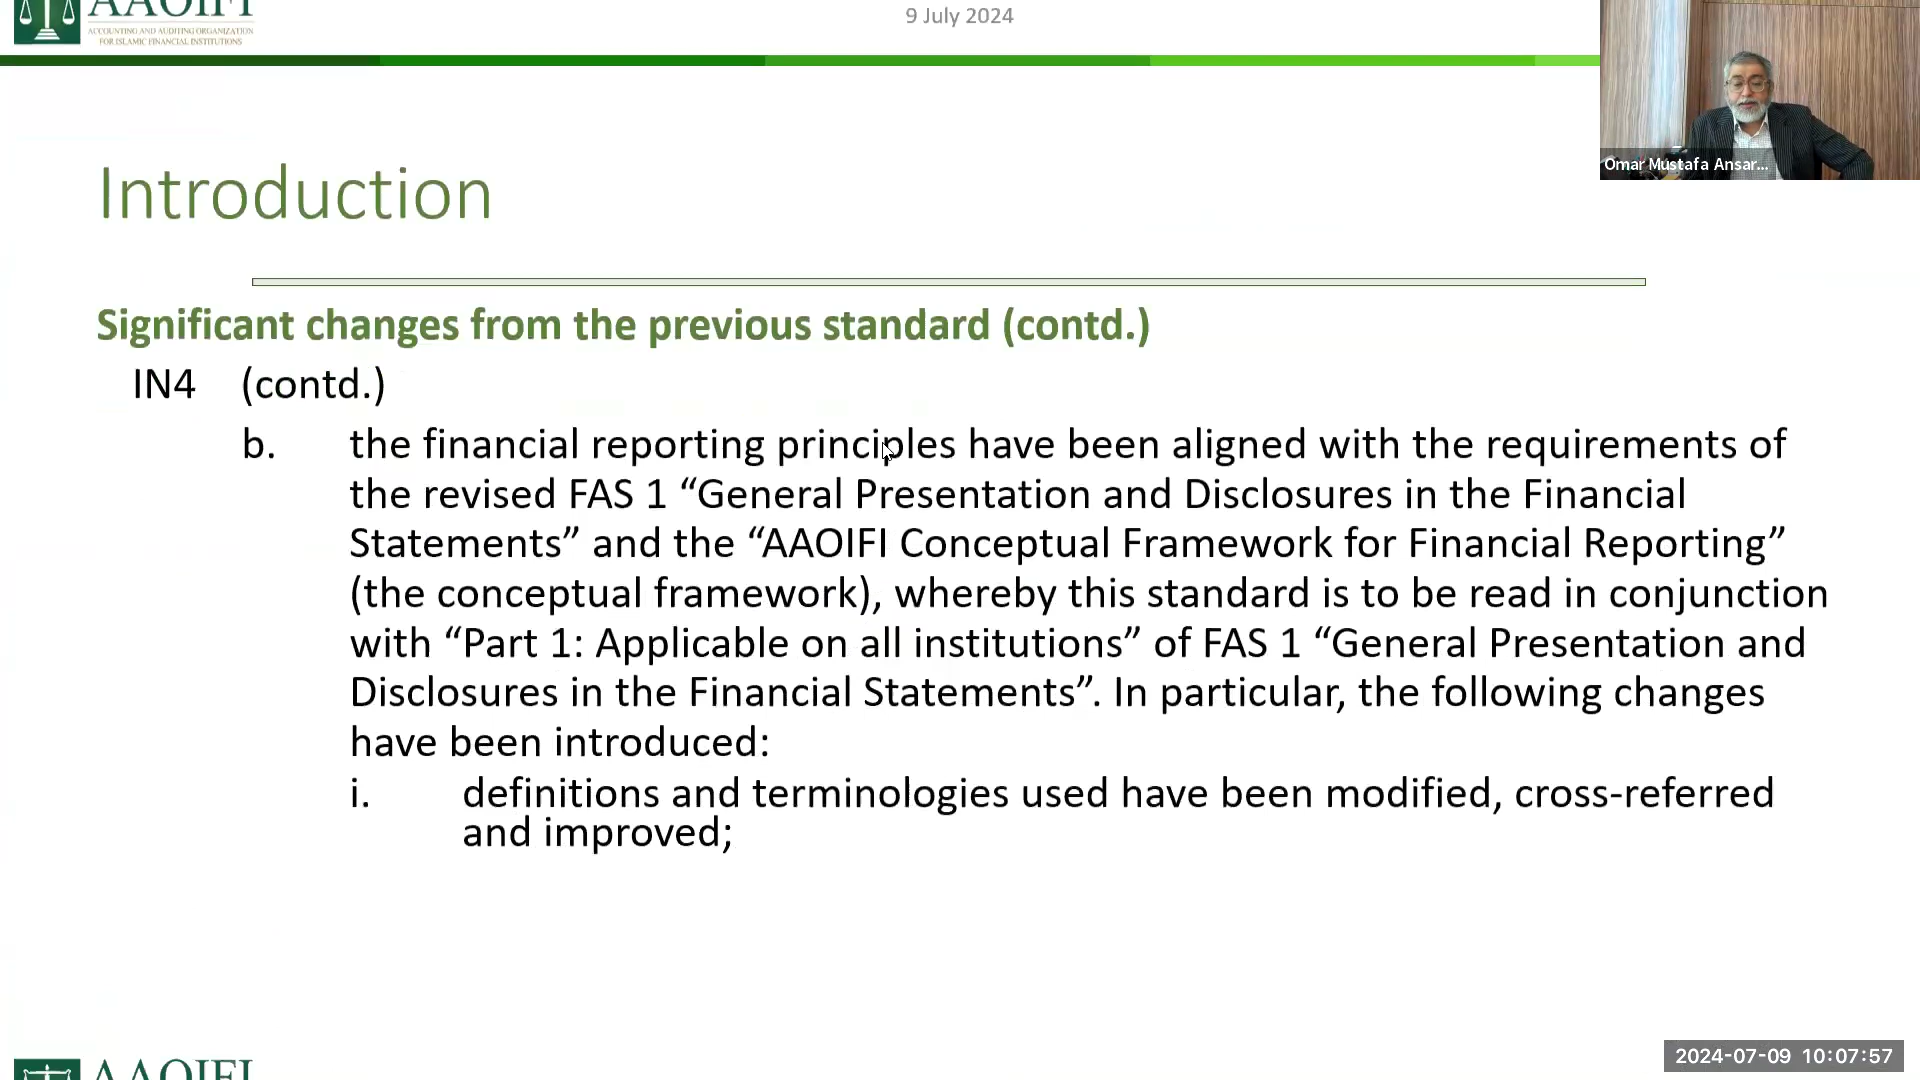 AAOIFI
ACCOUNTING AND AUDITING ORGANIZATION
FOR ISLAMIC FINANCIAL INSTITUTIONS
9 July 2024
Omar Mustafa Ansar...
Introduction
Significant changes from the previous standard (contd.)
IN4 (contd.)
b. the financial reporting principles have been aligned with the requirements of
the revised FAS 1 “General Presentation and Disclosures in the Financial
Statements” and the “AAOIFI Conceptual Framework for Financial Reporting”
(the conceptual framework), whereby this standard is to be read in conjunction
with “Part 1: Applicable on all institutions” of FAS 1 “General Presentation and
Disclosures in the Financial Statements”. In particular, the following changes
have been introduced:
i. definitions and terminologies used have been modified, cross-referred
and improved;
AAOIFI
2024-07-09 10:07:57